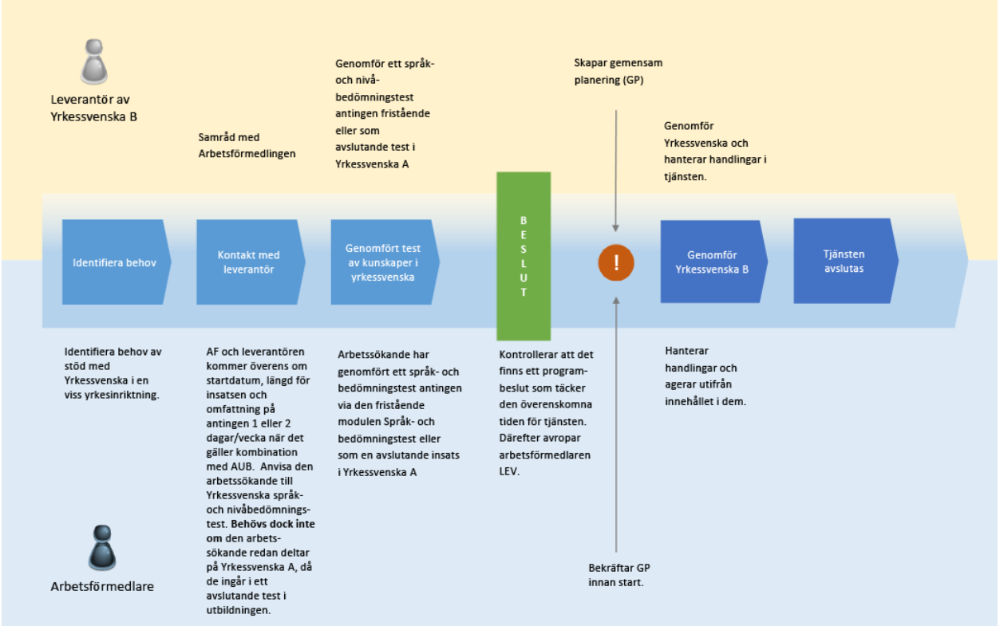 Leverantör av
Yrkessvenska B
Samråd med
Arbetsförmedlingen
Genomför ett språk-
och nivå-
bedömningstest
antingen fristående
eller som
avslutande test i
Yrkessvenska A
Skapar gemensam
planering (GP)
Genomför
Yrkessvenska och
hanterar handlingar i
tjänsten.
Identifiera behov
Kontakt med
leverantör
Genomfört test
av kunskaper i
yrkessvenska
B
E
S
L
U
T
!
Genomför
Yrkessvenska B
Tjänsten
avslutas
Identifiera behov av
stöd med
Yrkessvenska i en
viss yrkesinriktning.
AF och leverantören
kommer överens om
startdatum, längd för
insatsen och
omfattning på
antingen 1 eller 2
dagar/vecka när det
gäller kombination
med AUB. Anvisa den
arbetssökande till
Yrkessvenska språk-
och nivåbedömnings-
test. Behövs dock inte
om den arbets-
sökande redan deltar
på Yrkessvenska A, då
de ingår i ett
avslutande test i
utbildningen.
Arbetssökande har
genomfört ett språk- och
bedömningstest antingen
via den fristående
modulen Språk- och
bedömningstest eller
som en avslutande insats
i Yrkessvenska A
Kontrollerar att det
finns ett program-
beslut som täcker
den överenskomna
tiden för tjänsten.
Därefter avropar
arbetsförmedlaren
LEV.
Hanterar
handlingar och
agerar utifrån
innehållet i dem.
Bekräftar GP
innan start.
Arbetsförmedlare